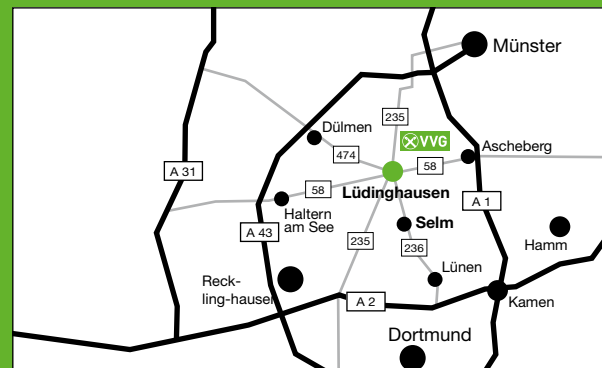 Münster
235
Dülmen
VVG
Ascheberg
474
58
A 31
58
Lüdinghausen
A 1
Haltern
am See
Selm
A 43
235
236
Hamm
Reck-
ling-hausen
Lünen
A 2
Kamen
Dortmund